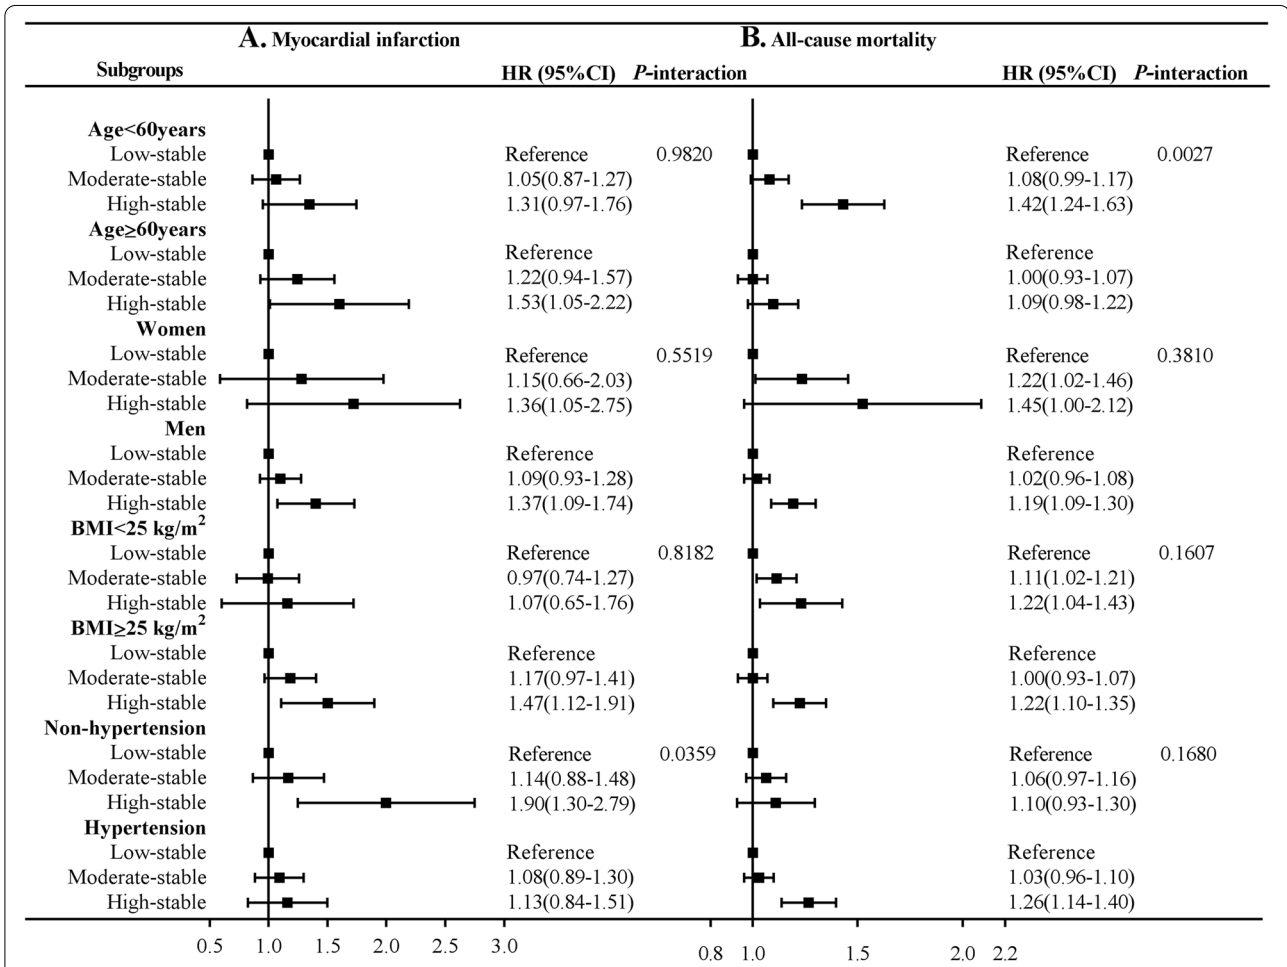 A. Myocardial infarction B. All-cause mortality
Subgroups HR (95%CI) P-interaction HR (95%CI) P-interaction
Age<60years
Low-stable Reference 0.9820 Reference 0.0027
Moderate-stable 1.05(0.87-1.27) 1.08(0.99-1.17)
High-stable 1.31(0.97-1.76) 1.42(1.24-1.63)
Age≥60years
Low-stable Reference Reference
Moderate-stable 1.22(0.94-1.57) 1.00(0.93-1.07)
High-stable 1.53(1.05-2.22) 1.09(0.98-1.22)
Women
Low-stable Reference 0.5519 Reference 0.3810
Moderate-stable 1.15(0.66-2.03) 1.22(1.02-1.46)
High-stable 1.36(1.05-2.75) 1.45(1.00-2.12)
Men
Low-stable Reference Reference
Moderate-stable 1.09(0.93-1.28) 1.02(0.96-1.08)
High-stable 1.37(1.09-1.74) 1.19(1.09-1.30)
BMI<25 kg/m²
Low-stable Reference 0.8182 Reference 0.1607
Moderate-stable 0.97(0.74-1.27) 1.11(1.02-1.21)
High-stable 1.07(0.65-1.76) 1.22(1.04-1.43)
BMI≥25 kg/m²
Low-stable Reference Reference
Moderate-stable 1.17(0.97-1.41) 1.00(0.93-1.07)
High-stable 1.47(1.12-1.91) 1.22(1.10-1.35)
Non-hypertension
Low-stable Reference 0.0359 Reference 0.1680
Moderate-stable 1.14(0.88-1.48) 1.06(0.97-1.16)
High-stable 1.90(1.30-2.79) 1.10(0.93-1.30)
Hypertension
Low-stable Reference Reference
Moderate-stable 1.08(0.89-1.30) 1.03(0.96-1.10)
High-stable 1.13(0.84-1.51) 1.26(1.14-1.40)
0.5 1.0 1.5 2.0 2.5 3.0 0.8 1.0 1.5 2.0 2.2